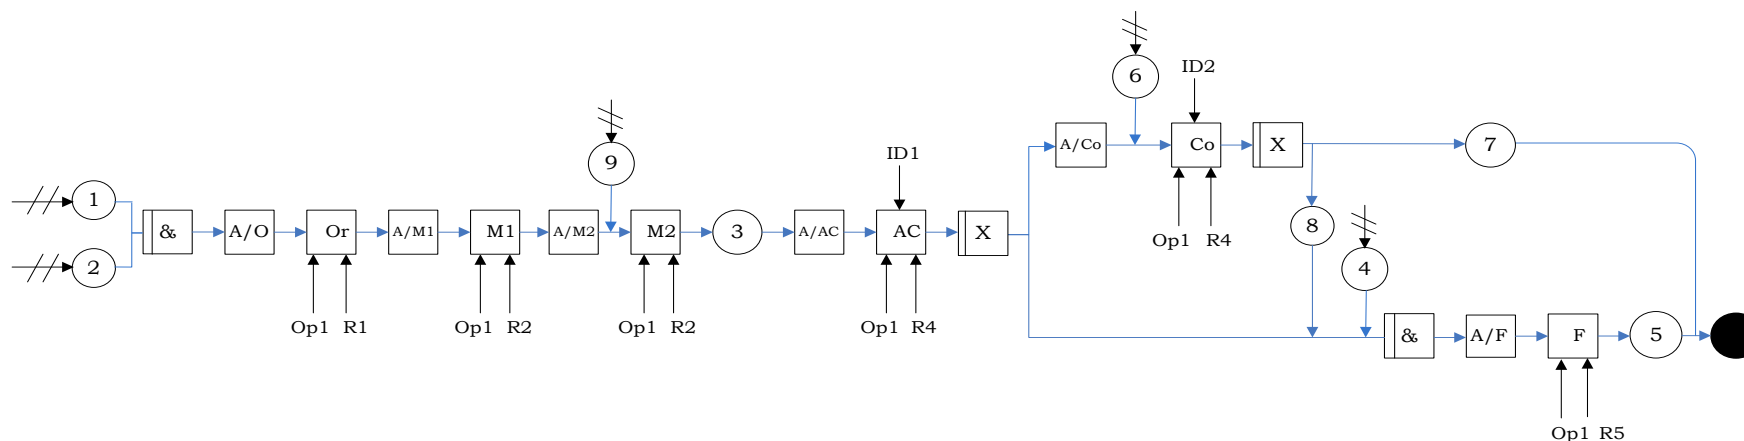 6
ID2
A/Co
Co
X
7
9
ID1
1
&
A/O
Or
A/M1
M1
A/M2
M2
3
A/AC
AC
X
Op1 R4
8
2
4
Op1 R1
Op1 R2
Op1 R2
Op1 R4
&
A/F
F
5
Op1 R5